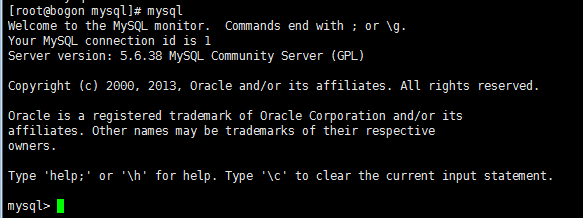 [root@bogon mysql]# mysql
Welcome to the MySQL monitor.  Commands end with ; or \g.
Your MySQL connection id is 1
Server version: 5.6.38 MySQL Community Server (GPL)
Copyright (c) 2000, 2013, Oracle and/or its affiliates. All rights reserved.
Oracle is a registered trademark of Oracle Corporation and/or its
affiliates. Other names may be trademarks of their respective
owners.
Type 'help;' or '\h' for help. Type '\c' to clear the current input statement.
mysql>